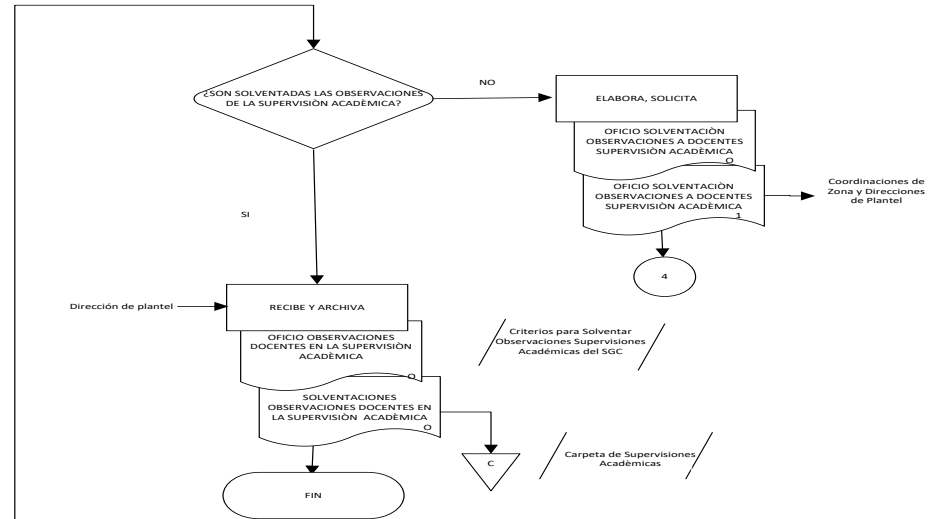 ¿SON SOLVENTADAS LAS OBSERVACIONES
DE LA SUPERVISIÒN ACADÈMICA?
NO
ELABORA, SOLICITA
OFICIO SOLVENTACIÒN
OBSERVACIONES A DOCENTES
SUPERVISIÒN ACADÈMICA
O
OFICIO SOLVENTACIÒN
OBSERVACIONES A DOCENTES
SUPERVISIÒN ACADÈMICA
1
Coordinaciones de
Zona y Direcciones
de Plantel
4
SI
Dirección de plantel
RECIBE Y ARCHIVA
OFICIO OBSERVACIONES
DOCENTES EN LA SUPERVISIÒN
ACADÈMICA
O
SOLVENTACIONES
OBSERVACIONES DOCENTES EN
LA SUPERVISIÒN ACADÈMICA
O
Criterios para Solventar
Observaciones Supervisiones
Académicas del SGC
C
Carpeta de Supervisiones
Acadèmicas
FIN